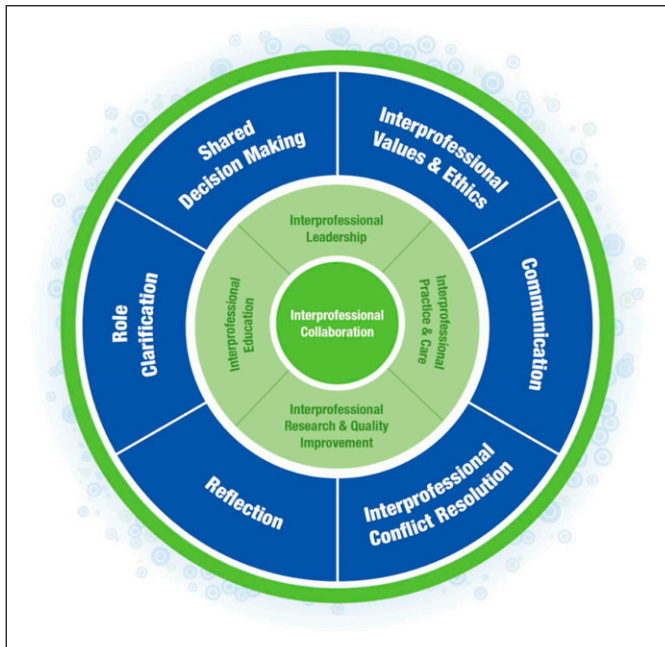 Shared
Decision Making
Interprofessional
Values & Ethics
Communication
Interprofessional
Conflict Resolution
Reflection
Role
Clarification
Interprofessional
Leadership
Interprofessional
Practice & Care
Interprofessional
Research & Quality
Improvement
Interprofessional
Education
Interprofessional
Collaboration